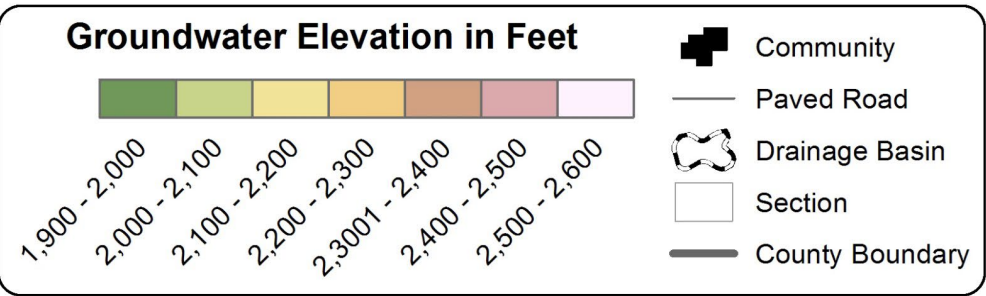 Groundwater Elevation in Feet
1,900 - 2,000
2,000 - 2,100
2,100 - 2,200
2,200 - 2,300
2,3001 - 2,400
2,400 - 2,500
2,500 - 2,600
Community
Paved Road
Drainage Basin
Section
County Boundary